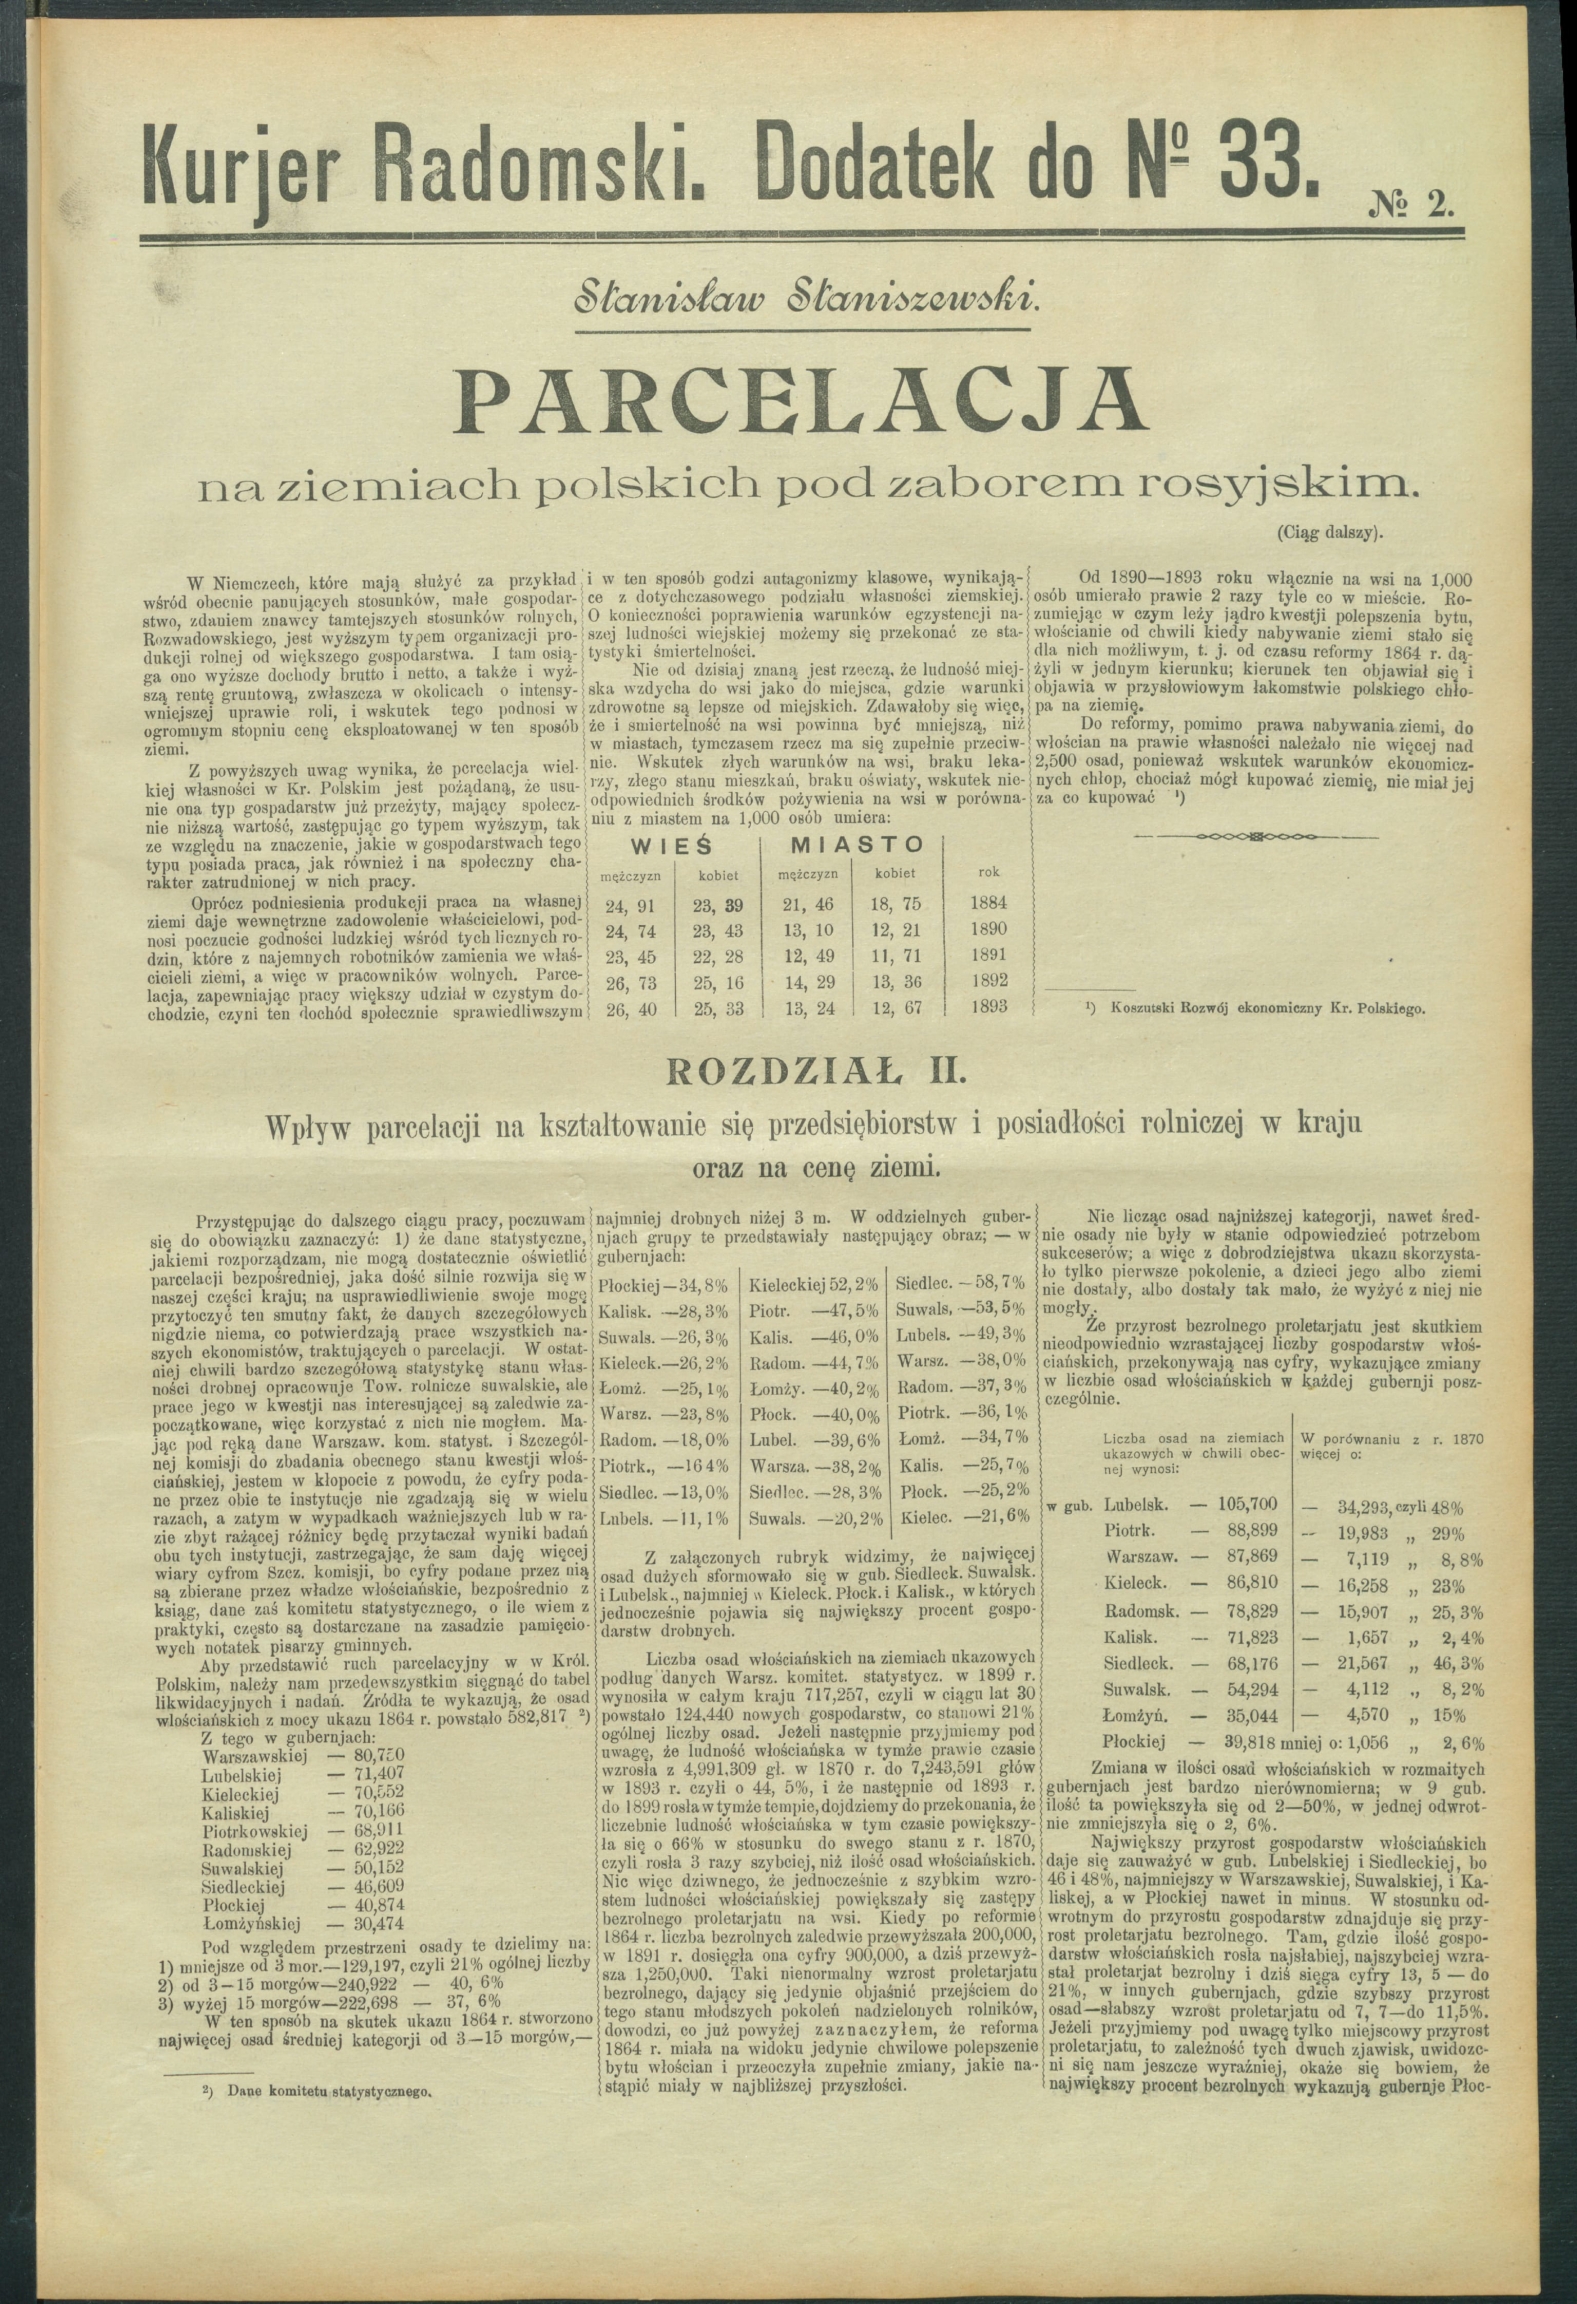 Kurjer Radomski. Dodatek do № 33.
№ 2.
Stanisław Staniszewski.
PARCELACJA
na ziemiach polskich pod zaborem rosyjskim.
(Ciąg dalszy).
W Niemczech, które mają służyć za przykład
wśród obecnie panujących stosunków, małe gospodar-
stwo, zdaniem znawcy tamtejszych stosunków rolnych,
Rozwadowskiego, jest wyższym typem organizacji pro-
dukcji rolnej od większego gospodarstwa. I tam osią-
ga ono wyższe dochody brutto i netto, a także i wyż-
szą rentę gruntową, zwłaszcza w okolicach o intensy-
wniejszej uprawie roli, i wskutek tego podnosi w
ogromnym stopniu cenę eksploatowanej w ten sposób
ziemi.
Z powyższych uwag wynika, że percelacja wiel-
kiej własności w Kr. Polskim jest pożądaną, że usu-
nie ona typ gospadarstw już przeżyty, mający społecz-
nie niższą wartość, zastępując go typem wyższym, tak
ze względu na znaczenie, jakie w gospodarstwach tego
typu posiada praca, jak również i na społeczny cha-
rakter zatrudnionej w nich pracy.
Oprócz podniesienia produkcji praca na własnej
ziemi daje wewnętrzne zadowolenie właścicielowi, pod-
nosi poczucie godności ludzkiej wśród tych licznych ro-
dzin, które z najemnych robotników zamienia we właś-
cicieli ziemi, a więc w pracowników wolnych. Parce-
lacja, zapewniając pracy większy udział w czystym do-
chodzie, czyni ten dochód społecznie sprawiedliwszym
i w ten sposób godzi antagonizmy klasowe, wynikają-
ce z dotychczasowego podziału własności ziemskiej.
O konieczności poprawienia warunków egzystencji na-
szej ludności wiejskiej możemy się przekonać ze sta-
tystyki śmiertelności.
Nie od dzisiaj znaną jest rzeczą, że ludność miej-
ska wzdycha do wsi jako do miejsca, gdzie warunki
zdrowotne są lepsze od miejskich. Zdawałoby się więc,
że i smiertelność na wsi powinna być mniejszą, niż
w miastach, tymczasem rzecz ma się zupełnie przeciw-
nie. Wskutek złych warunków na wsi, braku leka-
rzy, złego stanu mieszkań, braku oświaty, wskutek nie-
odpowiednich środków pożywienia na wsi w porówna-
niu z miastem na 1,000 osób umiera:
WIEŚ MIASTO
mężczyzn kobiet mężczyzn kobiet rok
24, 91 23, 39 21, 46 18, 75 1884
24, 74 23, 43 13, 10 12, 21 1890
23, 45 22, 28 12, 49 11, 71 1891
26, 73 25, 16 14, 29 13, 36 1892
26, 40 25, 33 13, 24 12, 67 1893
Od 1890—1893 roku włącznie na wsi na 1,000
osób umierało prawie 2 razy tyle co w mieście. Ro-
zumiejąc w czym leży jądro kwestji polepszenia bytu,
włościanie od chwili kiedy nabywanie ziemi stało się
dla nich możliwym, t. j. od czasu reformy 1864 r. dą-
żyli w jednym kierunku; kierunek ten objawiał się i
objawia w przysłowiowym łakomstwie polskiego chło-
pa na ziemię.
Do reformy, pomimo prawa nabywania ziemi, do
włościan na prawie własności należało nie więcej nad
2,500 osad, ponieważ wskutek warunków ekonomicz-
nych chłop, chociaż mógł kupować ziemię, nie miał jej
za co kupować ¹)
¹) Koszutski Rozwój ekonomiczny Kr. Polskiego.
ROZDZIAŁ II.
Wpływ parcelacji na kształtowanie się przedsiębiorstw i posiadłości rolniczej w kraju
oraz na cenę ziemi.
Przystępując do dalszego ciągu pracy, poczuwam
się do obowiązku zaznaczyć: 1) że dane statystyczne,
jakiemi rozporządzam, nie mogą dostatecznie oświetlić
parcelacji bezpośredniej, jaka dość silnie rozwija się w
naszej części kraju; na usprawiedliwienie swoje mogę
przytoczyć ten smutny fakt, że danych szczegółowych
nigdzie niema, co potwierdzają prace wszystkich na-
szych ekonomistów, traktujących o parcelacji. W ostat-
niej chwili bardzo szczegółową statystykę stanu włas-
ności drobnej opracowuje Tow. rolnicze suwalskie, ale
prace jego w kwestji nas interesującej są zaledwie za-
początkowane, więc korzystać z nich nie mogłem. Ma-
jąc pod ręką dane Warszaw. kom. statyst. i Szczegól-
nej komisji do zbadania obecnego stanu kwestji włoś-
ciańskiej, jestem w kłopocie z powodu, że cyfry poda-
ne przez obie te instytucje nie zgadzają się w wielu
razach, a zatym w wypadkach ważniejszych lub w ra-
zie zbyt rażącej różnicy będę przytaczał wyniki badań
obu tych instytucji, zastrzegając, że sam daję więcej
wiary cyfrom Szcz. komisji, bo cyfry podane przez nią
są zbierane przez władze włościańskie, bezpośrednio z
ksiąg, dane zaś komitetu statystycznego, o ile wiem z
praktyki, często są dostarczane na zasadzie pamięcio-
wych notatek pisarzy gminnych.
Aby przedstawić ruch parcelacyjny w w Król.
Polskim, należy nam przedewszystkim sięgnąć do tabel
likwidacyjnych i nadań. Źródła te wykazują, że osad
włościańskich z mocy ukazu 1864 r. powstało 582,817 ²)
Z tego w gubernjach:
Warszawskiej — 80,750
Lubelskiej — 71,407
Kieleckiej — 70,552
Kaliskiej — 70,166
Piotrkowskiej — 68,911
Radomskiej — 62,922
Suwalskiej — 50,152
Siedleckiej — 46,609
Płockiej — 40,874
Łomżyńskiej — 30,474
Pod względem przestrzeni osady te dzielimy na:
1) mniejsze od 3 mor.—129,197, czyli 21% ogólnej liczby
2) od 3—15 morgów—240,922 — 40, 6%
3) wyżej 15 morgów—222,698 — 37, 6%
W ten sposób na skutek ukazu 1864 r. stworzono
najwięcej osad średniej kategorji od 3—15 morgów,—
²) Dane komitetu statystycznego.
najmniej drobnych niżej 3 m. W oddzielnych guber-
njach grupy te przedstawiały następujący obraz; — w
gubernjach:
Płockiej—34,8% Kieleckiej 52,2% Siedlec. —58,7%
Kalisk. —28,3% Piotr. —47,5% Suwals. —53,5%
Suwals. —26,3% Kalis. —46,0% Lubels. —49,3%
Kieleck.—26,2% Radom. —44,7% Warsz. —38,0%
Łomż. —25,1% Łomży. —40,2% Radom. —37,3%
Warsz. —23,8% Płock. —40,0% Piotrk. —36,1%
Radom. —18,0% Lubel. —39,6% Łomż. —34,7%
Piotrk., —16 4% Warsza. —38,2% Kalis. —25,7%
Siedlec. —13,0% Siedlec. —28,3% Płock. —25,2%
Lubels. —11,1% Suwals. —20,2% Kielec. —21,6%
Z załączonych rubryk widzimy, że najwięcej
osad dużych sformowało się w gub. Siedleck. Suwalsk.
i Lubelsk., najmniej w Kieleck. Płock. i Kalisk., w których
jednocześnie pojawia się największy procent gospo-
darstw drobnych.
Liczba osad włościańskich na ziemiach ukazowych
podług danych Warsz. komitet. statystycz. w 1899 r.
wynosiła w całym kraju 717,257, czyli w ciągu lat 30
powstało 124,440 nowych gospodarstw, co stanowi 21%
ogólnej liczby osad. Jeżeli następnie przyjmiemy pod
uwagę, że ludność włościańska w tymże prawie czasie
wzrosła z 4,991,309 gł. w 1870 r. do 7,243,591 głów
w 1893 r. czyli o 44, 5%, i że następnie od 1893 r.
do 1899 rosła w tymże tempie, dojdziemy do przekonania, że
liczebnie ludność włościańska w tym czasie powiększy-
ła się o 66% w stosunku do swego stanu z r. 1870,
czyli rosła 3 razy szybciej, niż ilość osad włościańskich.
Nic więc dziwnego, że jednocześnie z szybkim wzro-
stem ludności włościańskiej powiększały się zastępy
bezrolnego proletarjatu na wsi. Kiedy po reformie
1864 r. liczba bezrolnych zaledwie przewyższała 200,000,
w 1891 r. dosięgła ona cyfry 900,000, a dziś przewyż-
sza 1,250,000. Taki nienormalny wzrost proletarjatu
bezrolnego, dający się jedynie objaśnić przejściem do
tego stanu młodszych pokoleń nadzielonych rolników,
dowodzi, co już powyżej zaznaczyłem, że reforma
1864 r. miała na widoku jedynie chwilowe polepszenie
bytu włościan i przeoczyła zupełnie zmiany, jakie na-
stąpić miały w najbliższej przyszłości.
Nie licząc osad najniższej kategorji, nawet śred-
nie osady nie były w stanie odpowiedzieć potrzebom
sukceserów; a więc z dobrodziejstwa ukazu skorzysta-
ło tylko pierwsze pokolenie, a dzieci jego albo ziemi
nie dostały, albo dostały tak mało, że wyżyć z niej nie
mogły.
Że przyrost bezrolnego proletarjatu jest skutkiem
nieodpowiednio wzrastającej liczby gospodarstw włoś-
ciańskich, przekonywają nas cyfry, wykazujące zmiany
w liczbie osad włościańskich w każdej gubernji posz-
czególnie.
Liczba osad na ziemiach W porównaniu z r. 1870
ukazowych w chwili obec- więcej o:
nej wynosi:
w gub. Lubelsk. — 105,700 — 34,293, czyli 48%
Piotrk. — 88,899 — 19,983 „ 29%
Warszaw. — 87,869 — 7,119 „ 8,8%
Kieleck. — 86,810 — 16,258 „ 23%
Radomsk. — 78,829 — 15,907 „ 25,3%
Kalisk. — 71,823 — 1,657 „ 2,4%
Siedleck. — 68,176 — 21,567 „ 46,3%
Suwalsk. — 54,294 — 4,112 „ 8,2%
Łomżyń. — 35,044 — 4,570 „ 15%
Płockiej — 39,818 mniej o: 1,056 „ 2,6%
Zmiana w ilości osad włościańskich w rozmaitych
gubernjach jest bardzo nierównomierna; w 9 gub.
ilość ta powiększyła się od 2—50%, w jednej odwrot-
nie zmniejszyła się o 2, 6%.
Największy przyrost gospodarstw włościańskich
daje się zauważyć w gub. Lubelskiej i Siedleckiej, bo
46 i 48%, najmniejszy w Warszawskiej, Suwalskiej, i Ka-
liskej, a w Płockiej nawet in minus. W stosunku od-
wrotnym do przyrostu gospodarstw zdnajduje się przy-
rost proletarjatu bezrolnego. Tam, gdzie ilość gospo-
darstw włościańskich rosła najsłabiej, najszybciej wzra-
stał proletarjat bezrolny i dziś sięga cyfry 13, 5 — do
21%, w innych gubernjach, gdzie szybszy przyrost
osad—słabszy wzrost proletarjatu od 7, 7—do 11,5%.
Jeżeli przyjmiemy pod uwagę tylko miejscowy przyrost
proletarjatu, to zależność tych dwuch zjawisk, uwidocz-
ni się nam jeszcze wyraźniej, okaże się bowiem, że
największy procent bezrolnych wykazują gubernje Płoc-